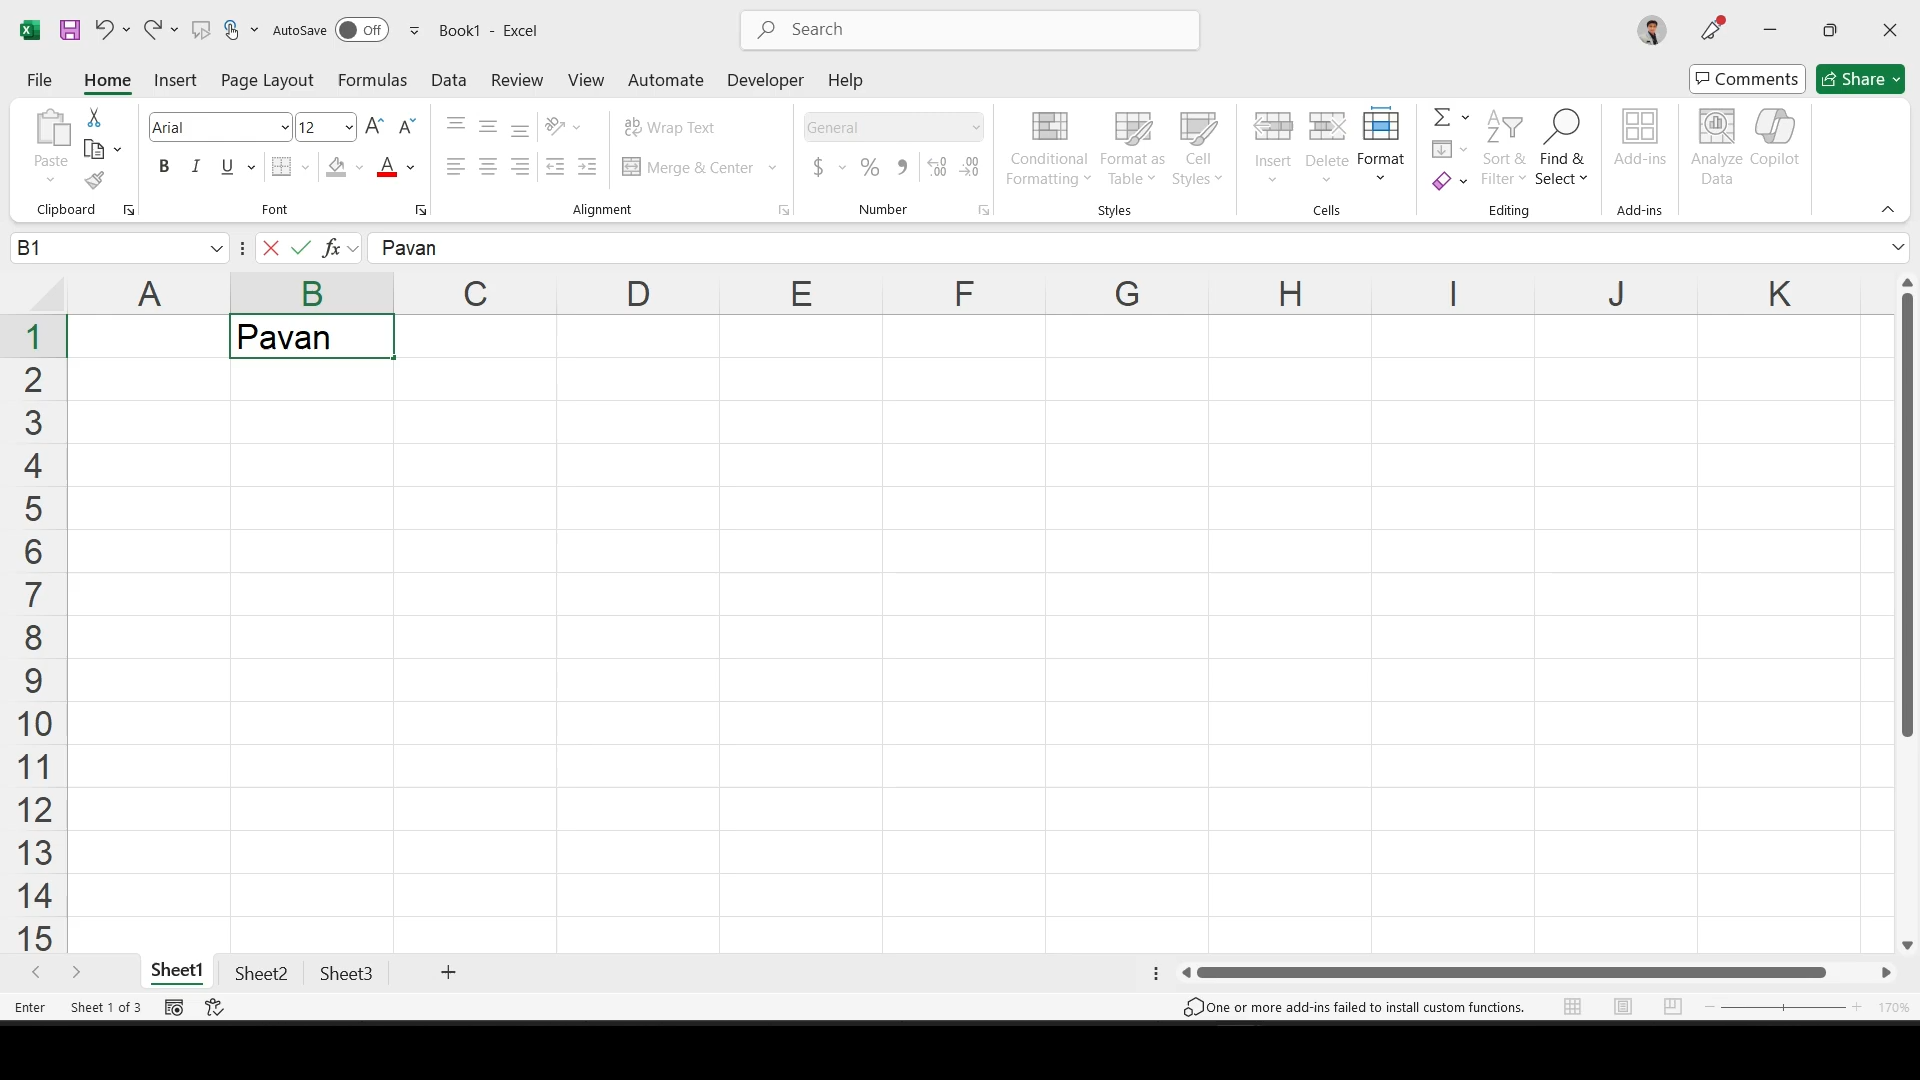 AutoSave Off Book1 - Excel Search
File Home Insert Page Layout Formulas Data Review View Automate Developer Help Comments Share
Paste
Clipboard
Arial 12
B I U A
Font
ab Wrap Text
Merge & Center
Alignment
General
$ % , .00 .00
Number
Conditional Formatting
Format as Table
Cell Styles
Styles
Insert Delete Format
Cells
Sort & Filter
Find & Select
Editing
Add-ins
Add-ins
Analyze Data
Copilot
B1 fx Pavan
A B C D E F G H I J K
1 Pavan
2
3
4
5
6
7
8
9
10
11
12
13
14
15
Sheet1 Sheet2 Sheet3 +
Enter Sheet 1 of 3 One or more add-ins failed to install custom functions. 170%